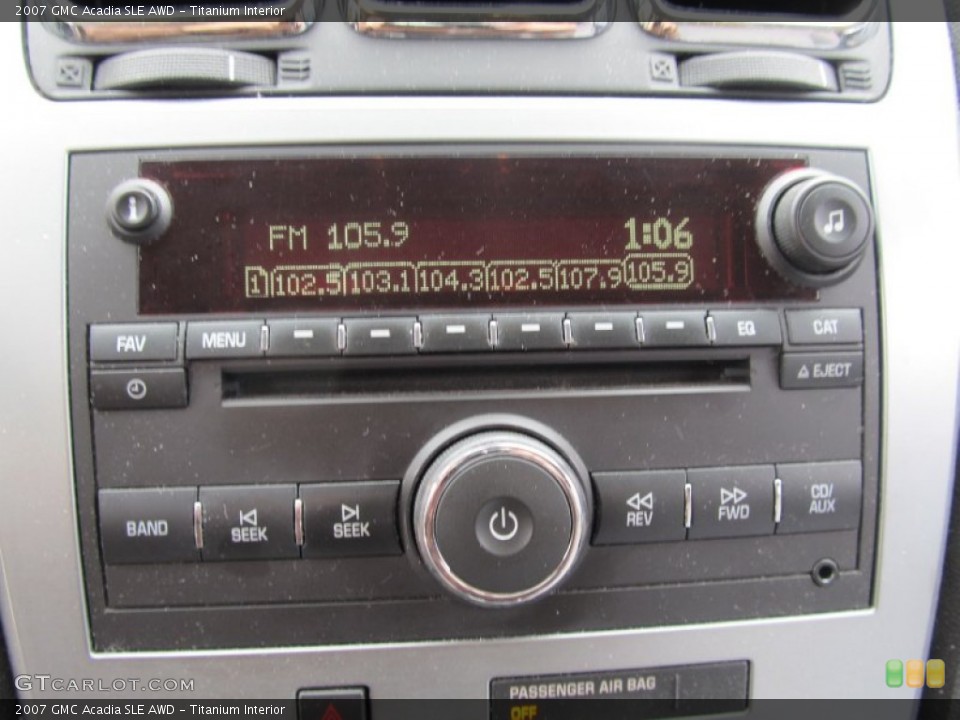 2007 GMC Acadia SLE AWD - Titanium Interior
FM 105.9 1:06
1 102.5 103.1 104.3 102.5 107.9 105.9
FAV MENU EQ CAT
EJECT
BAND SEEK SEEK REV FWD CD/AUX
PASSENGER AIR BAG
OFF
GTCARLOT.COM
2007 GMC Acadia SLE AWD - Titanium Interior